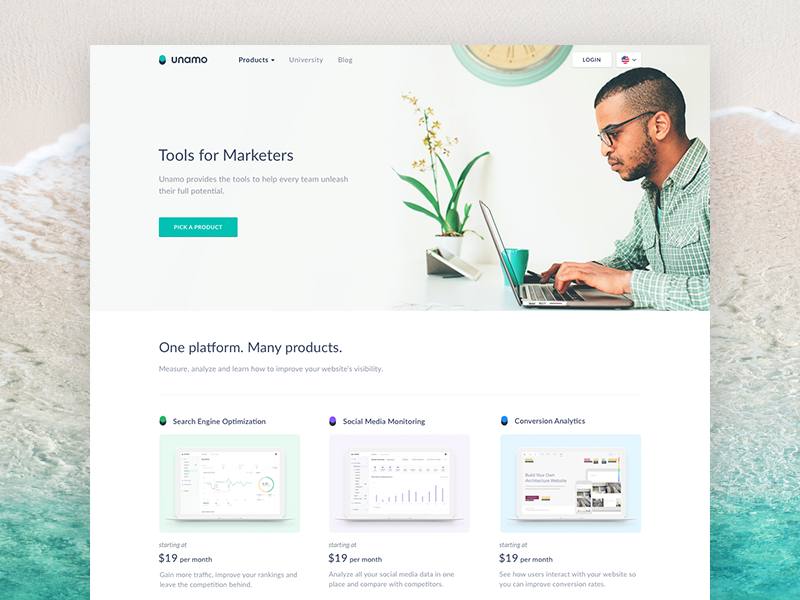 unamo
Products
University
Blog
LOGIN
Tools for Marketers
Unamo provides the tools to help every team unleash
their full potential.
PICK A PRODUCT
One platform. Many products.
Measure, analyze and learn how to improve your website's visibility.
Search Engine Optimization
Social Media Monitoring
Conversion Analytics
Build Your Own
Architecture Website
starting at
$19 per month
Gain more traffic, improve your rankings and
leave the competition behind.
starting at
$19 per month
Analyze all your social media data in one
place and compare with competitors.
starting at
$19 per month
See how users interact with your website so
you can improve conversion rates.